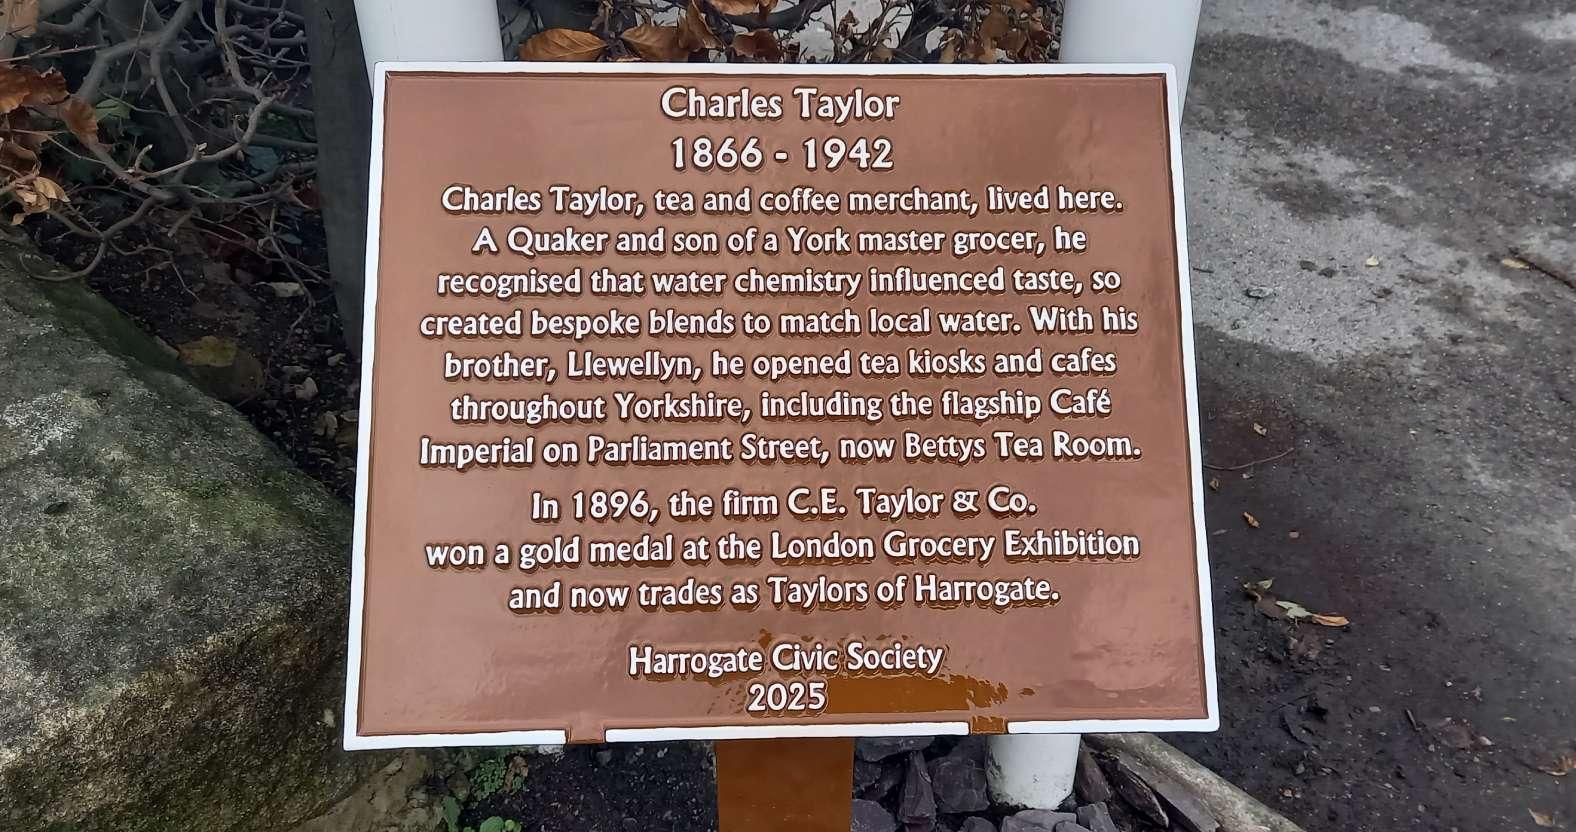 Charles Taylor
1866 - 1942
Charles Taylor, tea and coffee merchant, lived here.
A Quaker and son of a York master grocer, he
recognised that water chemistry influenced taste, so
created bespoke blends to match local water. With his
brother, Llewellyn, he opened tea kiosks and cafes
throughout Yorkshire, including the flagship Café
Imperial on Parliament Street, now Bettys Tea Room.
In 1896, the firm C.E. Taylor & Co.
won a gold medal at the London Grocery Exhibition
and now trades as Taylors of Harrogate.
Harrogate Civic Society
2025